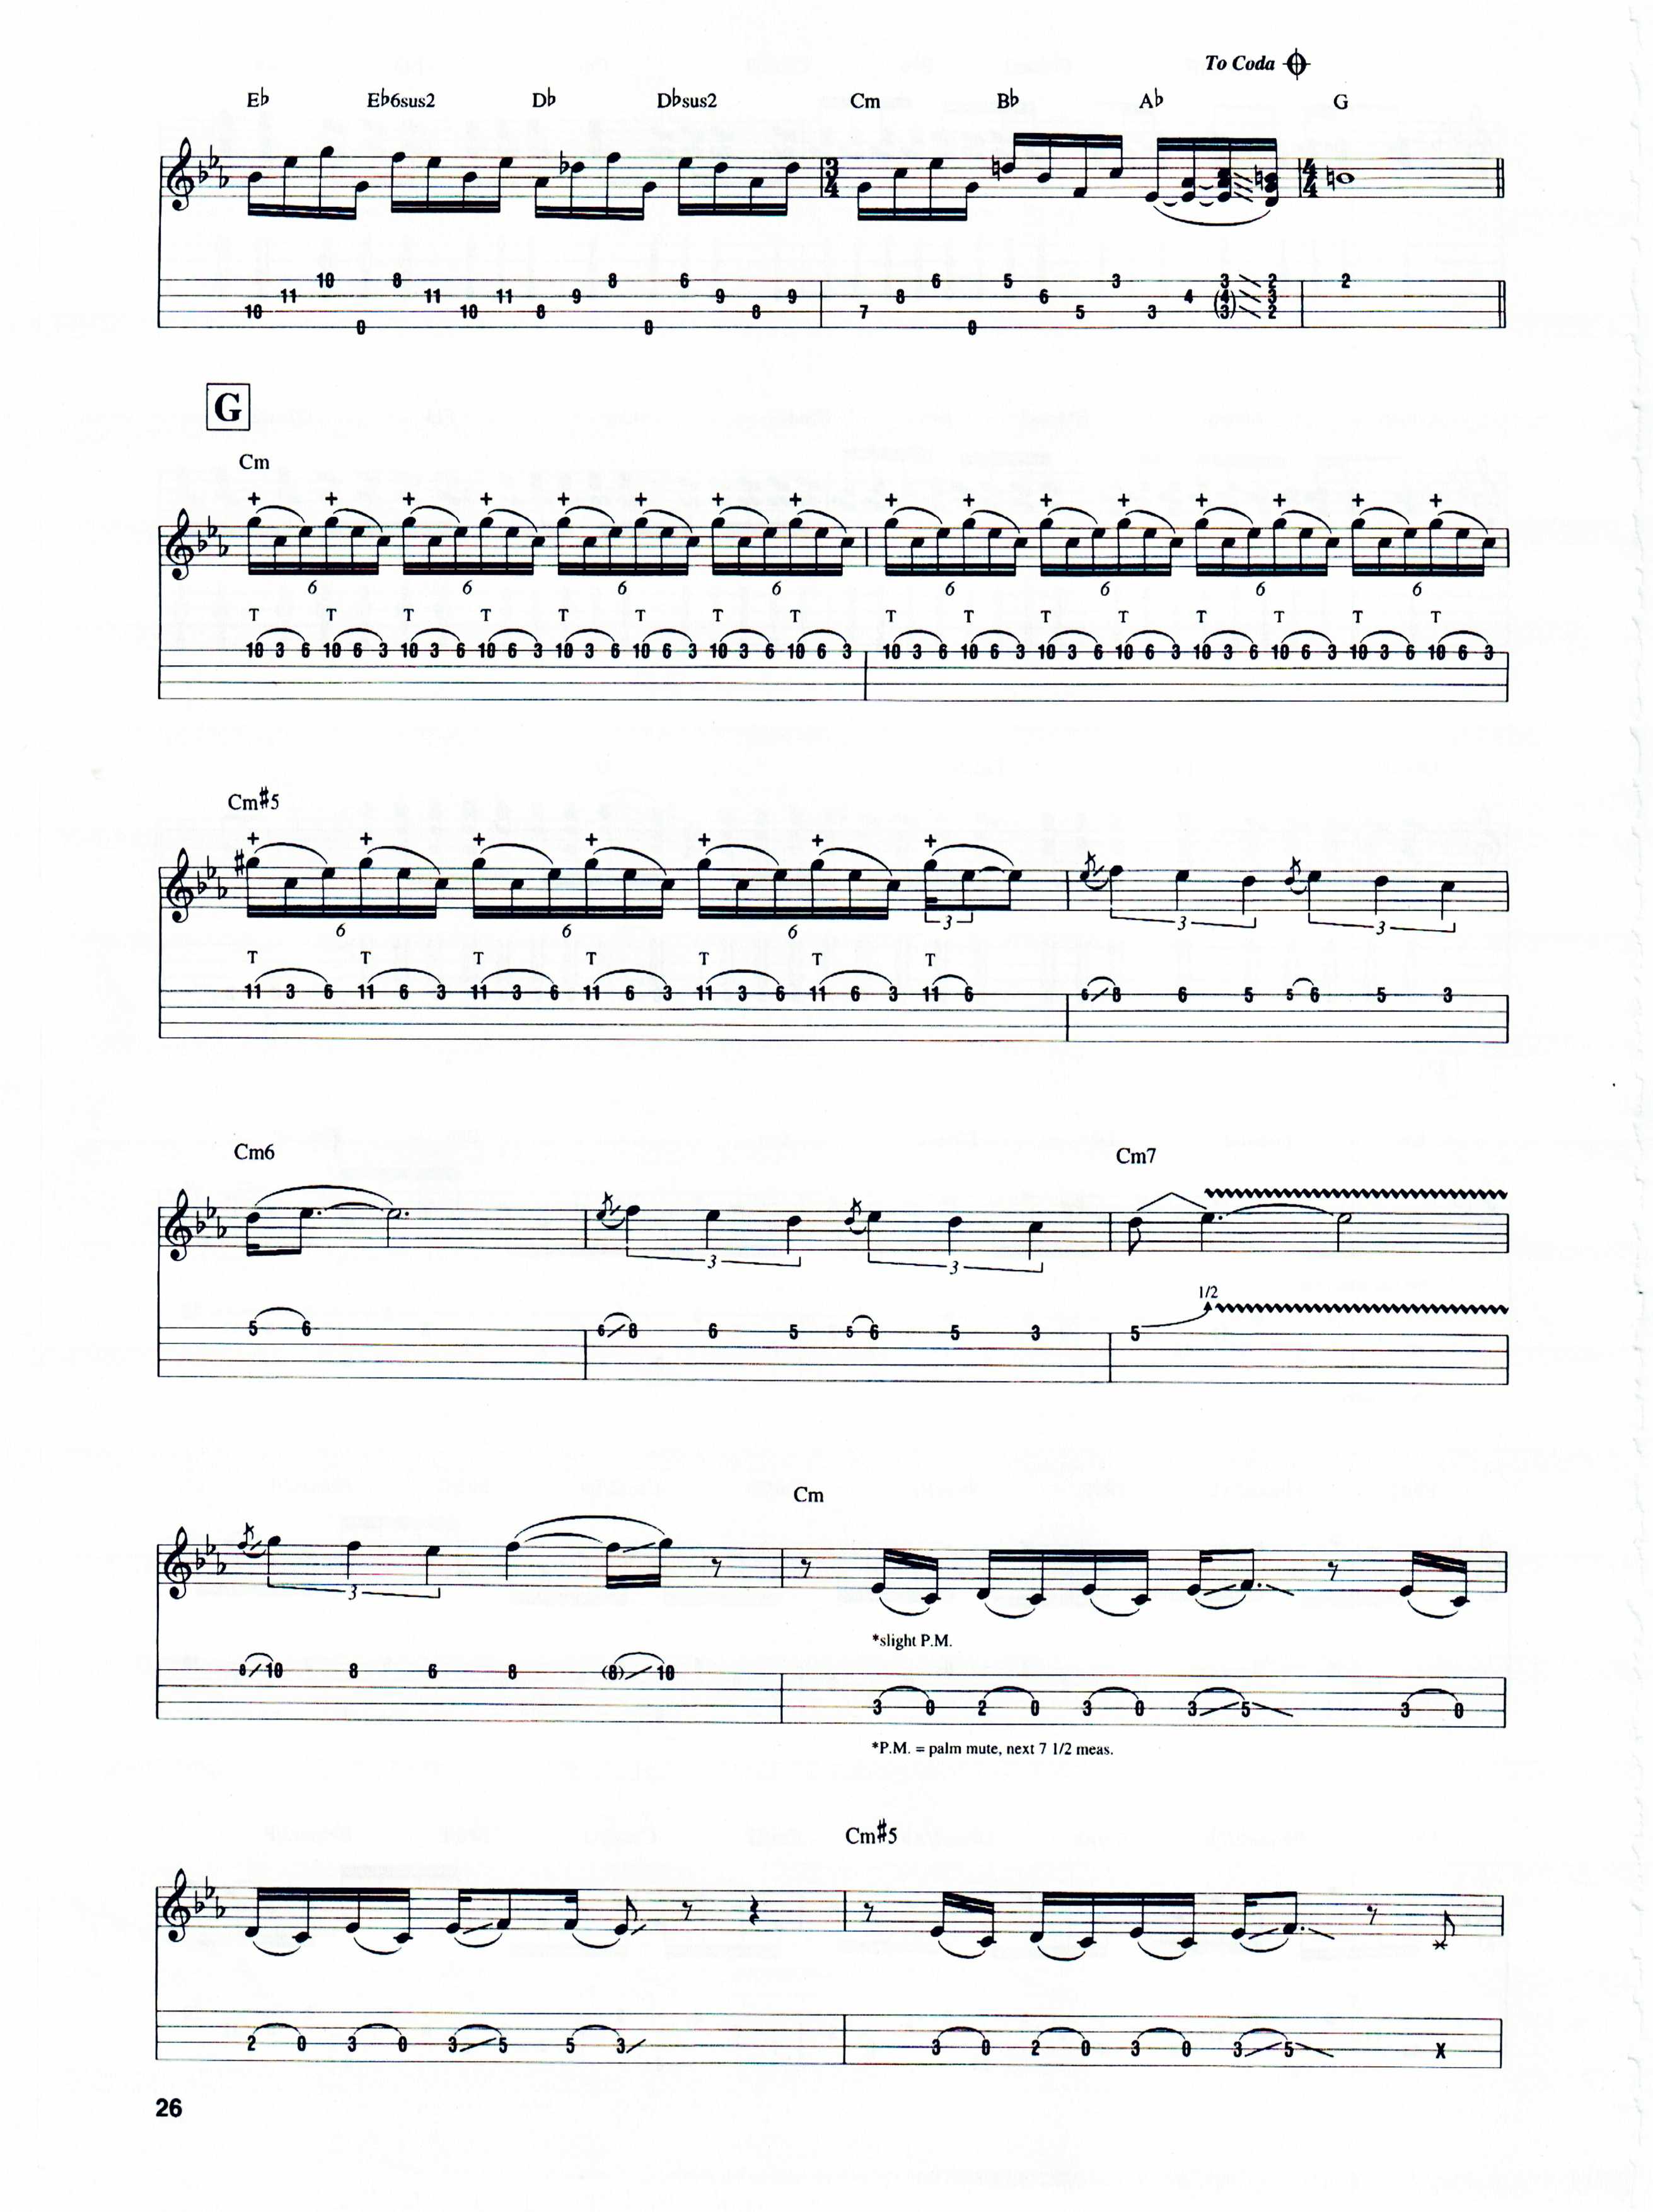 To Coda
E♭ E♭6sus2 D♭ D♭sus2 Cm B♭ A♭ G
3 4 4 4
10 11 10 0 8 11 10 11 8 9 8 0 6 9 8 9 7 8 6 0 5 6 5 3 3 4 3 (4) (3) 2 3 2 2
G
Cm
+ + + + + + + + + + + + + + + +
6 6 6 6 6 6 6 6
T T T T T T T T T T T T T T T T
10 3 6 10 6 3 10 3 6 10 6 3 10 3 6 10 6 3 10 3 6 10 6 3 10 3 6 10 6 3 10 3 6 10 6 3 10 3 6 10 6 3 10 3 6 10 6 3
Cm#5
+ + + + + + +
6 6 6 3 3 3
T T T T T T T
11 3 6 11 6 3 11 3 6 11 6 3 11 3 6 11 6 3 11 6 6 8 6 5 5 6 5 3
Cm6 Cm7
3 3
1/2
5 6 6 8 6 5 5 6 5 3 5
Cm
3
*slight P.M.
8 10 8 6 8 (8) 10 3 0 2 0 3 0 3 5 3 0
*P.M. = palm mute, next 7 1/2 meas.
Cm#5
2 0 3 0 3 5 5 3 3 0 2 0 3 0 3 5 X
26